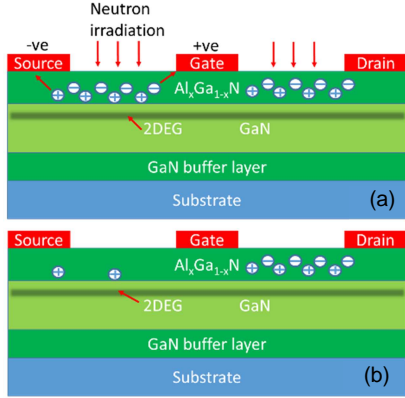 Neutron
irradiation
-ve
+ve
Source
Gate
Drain
AlₓGa₁₋ₓN
2DEG
GaN
GaN buffer layer
Substrate
(a)
Source
Gate
Drain
AlₓGa₁₋ₓN
2DEG
GaN
GaN buffer layer
Substrate
(b)